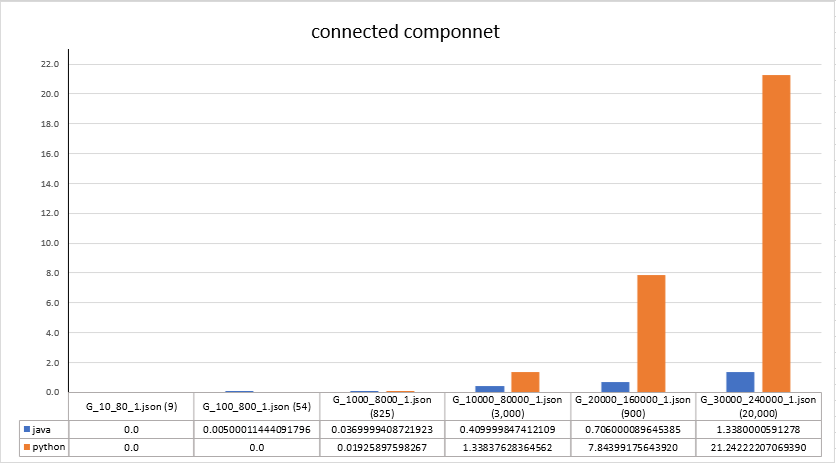 connected componnet
22.0
20.0
18.0
16.0
14.0
12.0
10.0
8.0
6.0
4.0
2.0
0.0
G_10_80_1.json (9)
G_100_800_1.json (54)
G_1000_8000_1.json
(825)
G_10000_80000_1.json
(3,000)
G_20000_160000_1.json
(900)
G_30000_240000_1.json
(20,000)
java 0.0 0.00500011444091796 0.0369999408721923 0.409999847412109 0.706000089645385 1.3380000591278
python 0.0 0.0 0.01925897598267 1.33837628364562 7.84399175643920 21.24222207069390